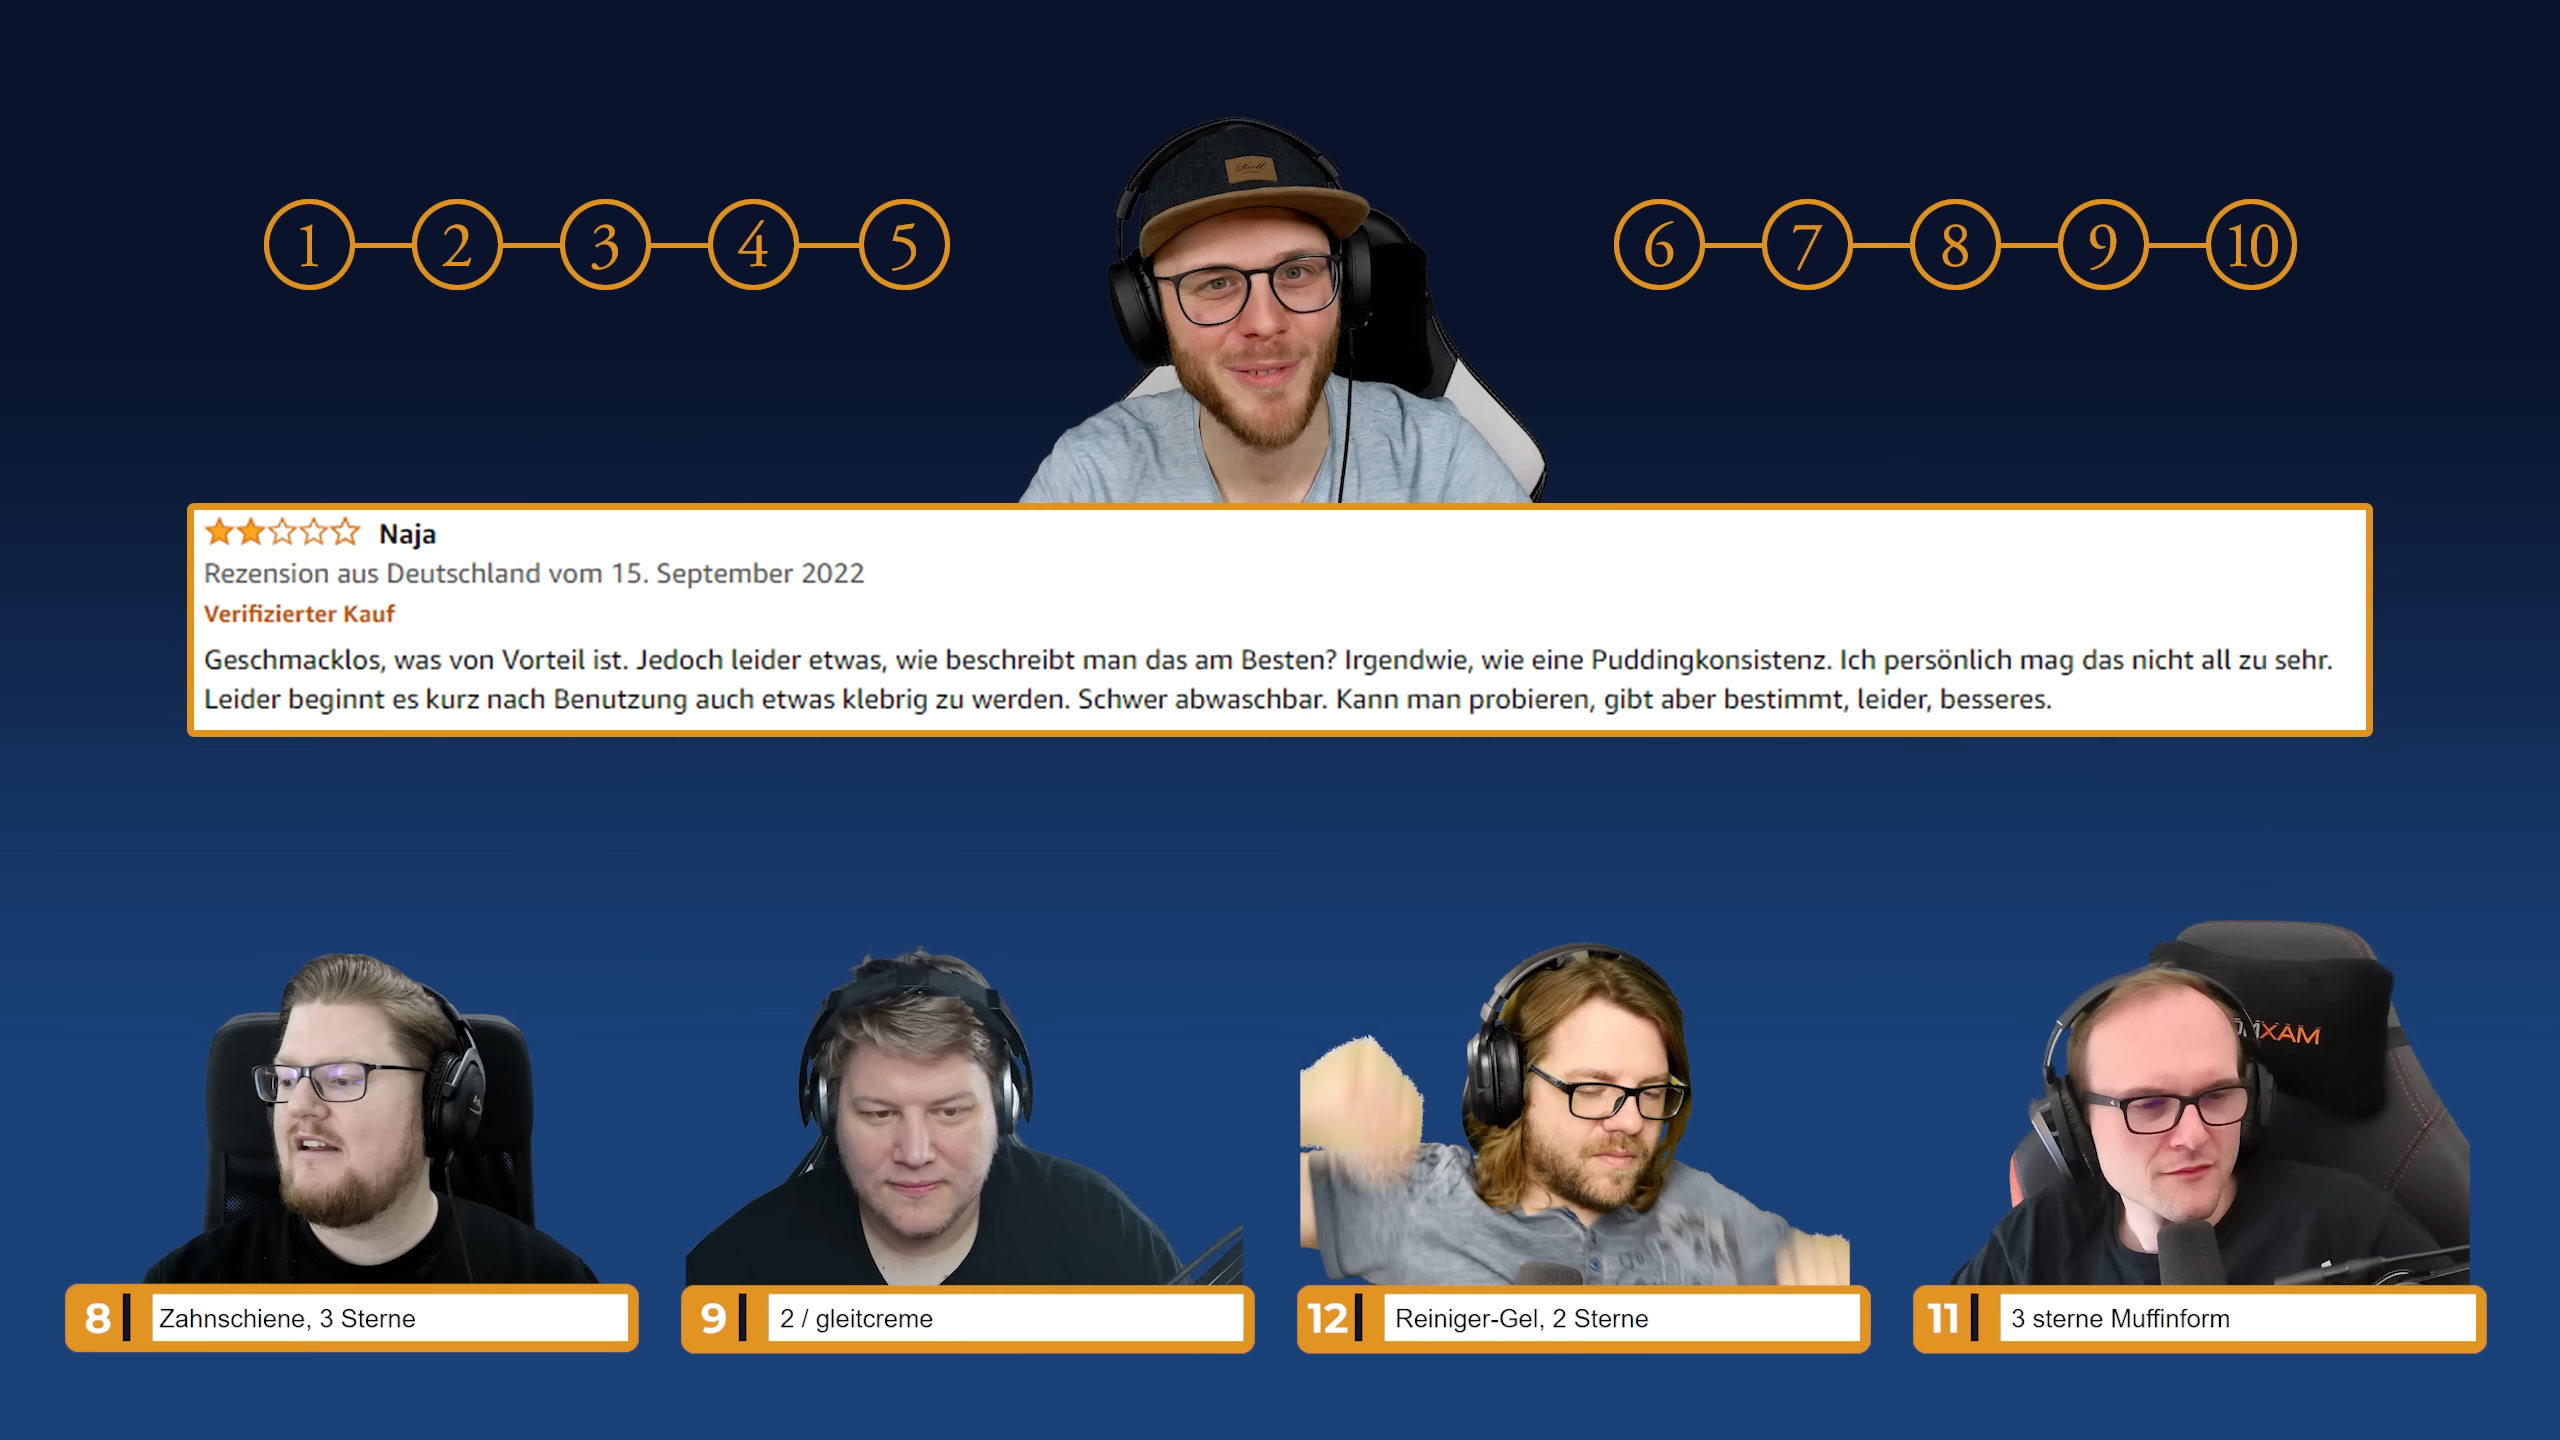 1 2 3 4 5
6 7 8 9 10
Naja
Rezension aus Deutschland vom 15. September 2022
Verifizierter Kauf
Geschmacklos, was von Vorteil ist. Jedoch leider etwas, wie beschreibt man das am Besten? Irgendwie, wie eine Puddingkonsistenz. Ich persönlich mag das nicht all zu sehr.
Leider beginnt es kurz nach Benutzung auch etwas klebrig zu werden. Schwer abwaschbar. Kann man probieren, gibt aber bestimmt, leider, besseres.
8 Zahnschiene, 3 Sterne
9 2 / gleitcreme
12 Reiniger-Gel, 2 Sterne
11 3 sterne Muffinform